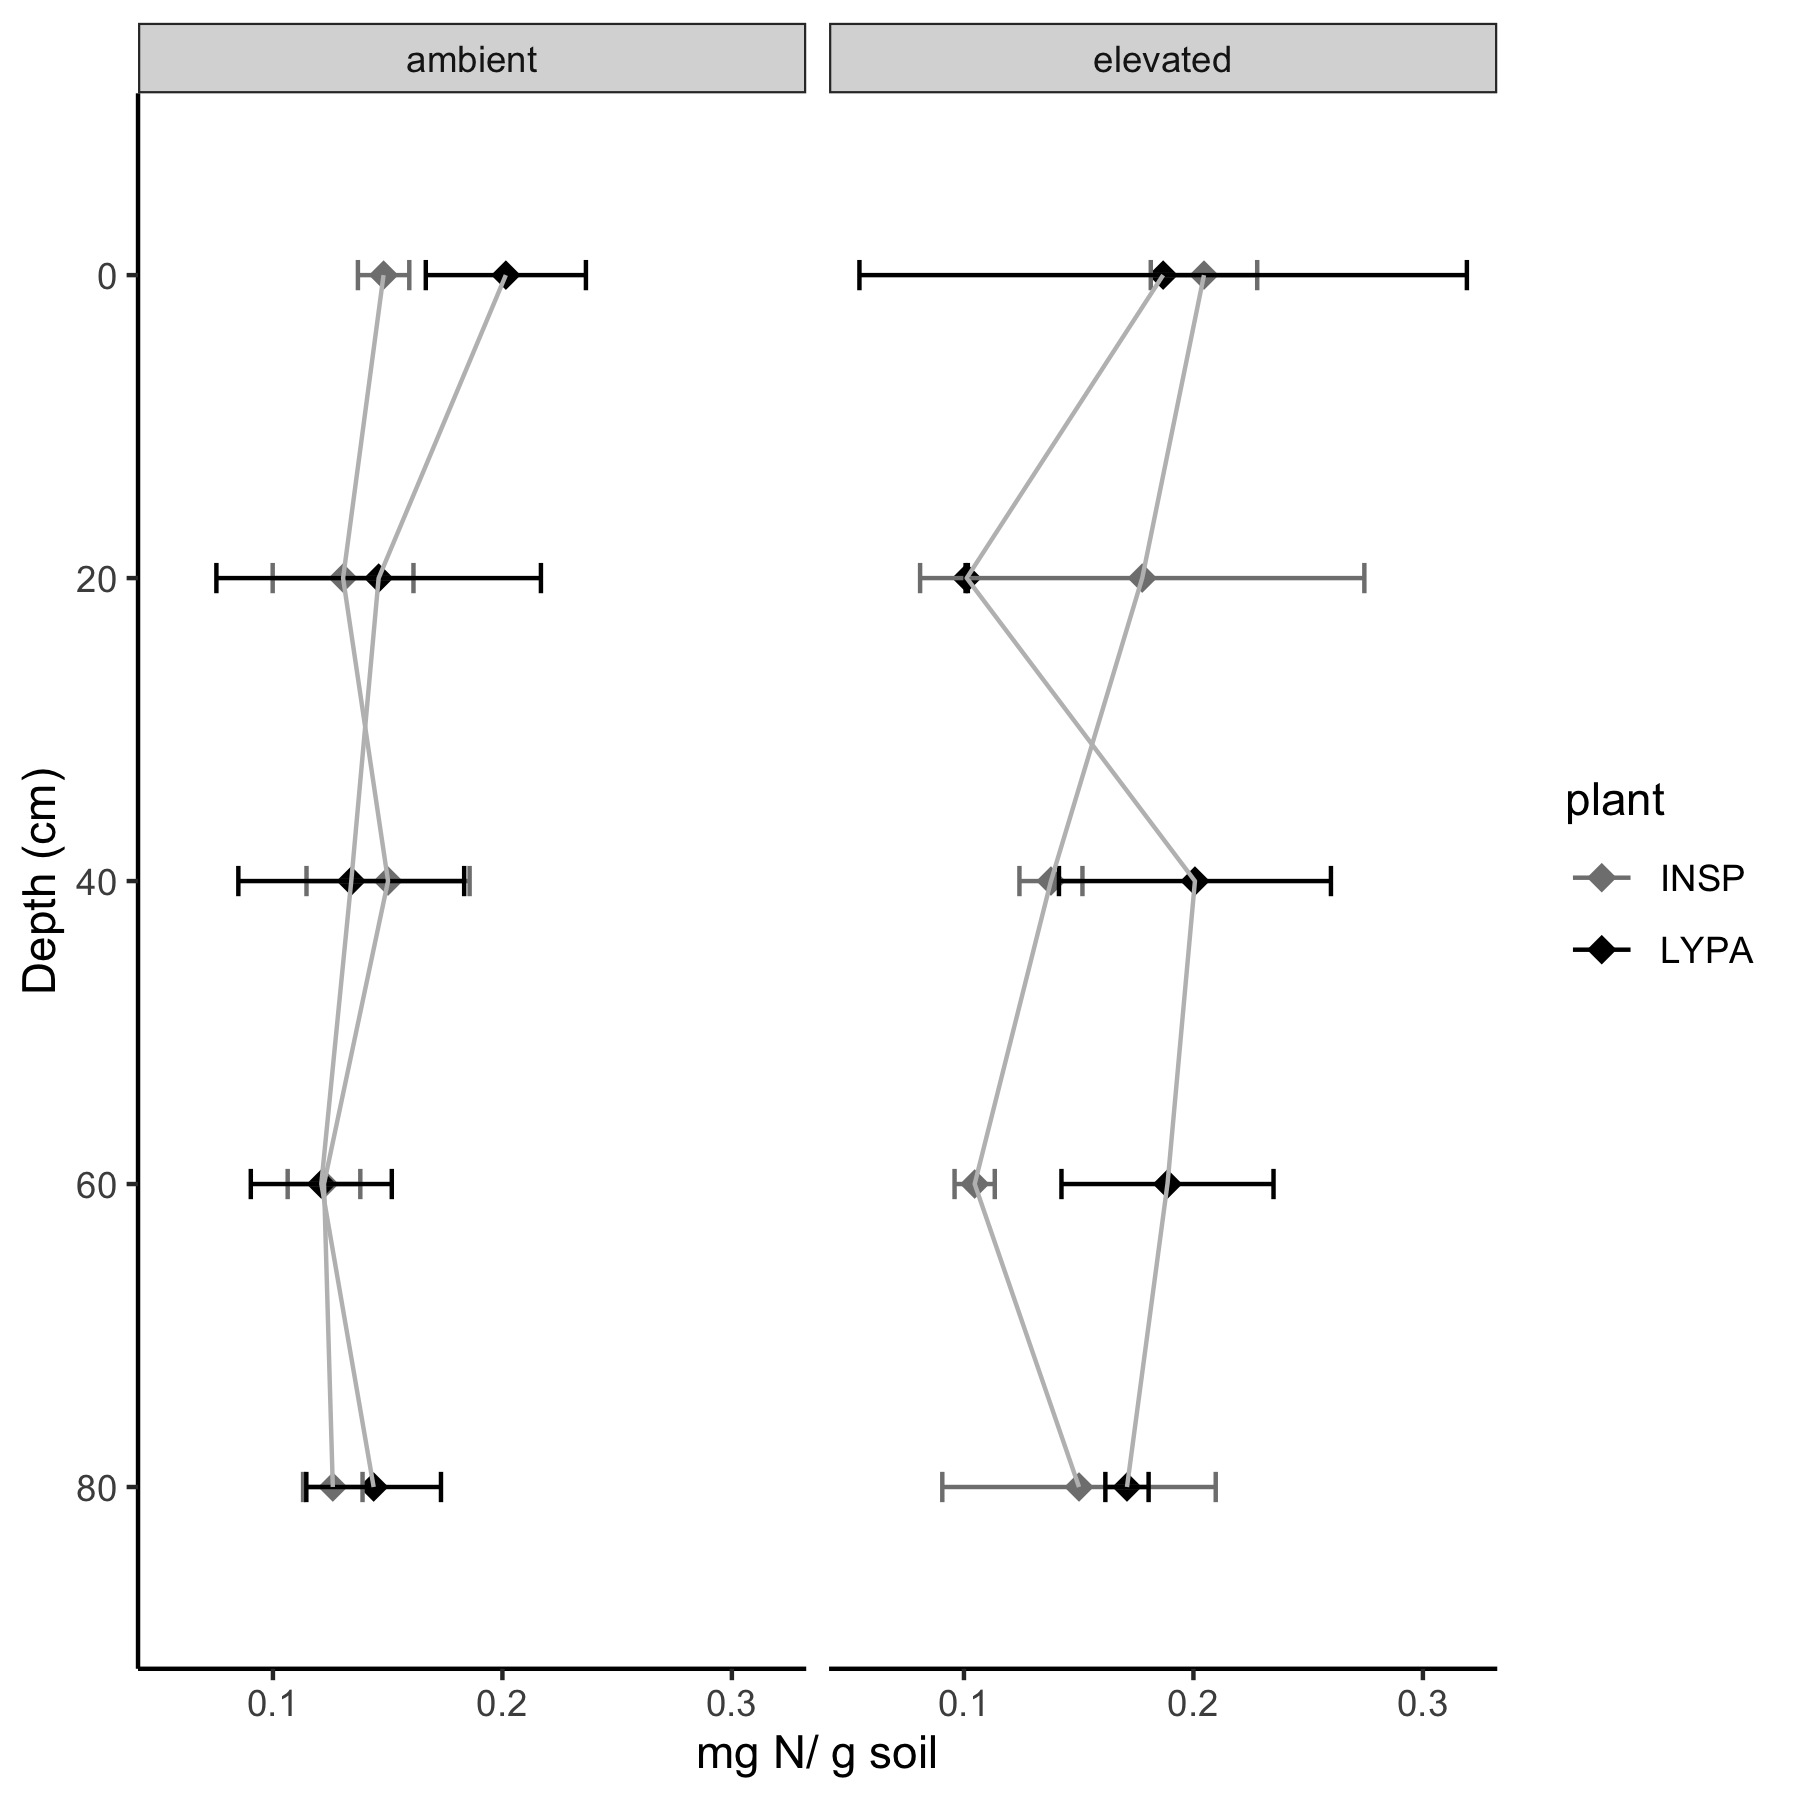 ambient
elevated
0
20
40
60
80
Depth (cm)
0.1 0.2 0.3
0.1 0.2 0.3
mg N/ g soil
plant
INSP
LYPA